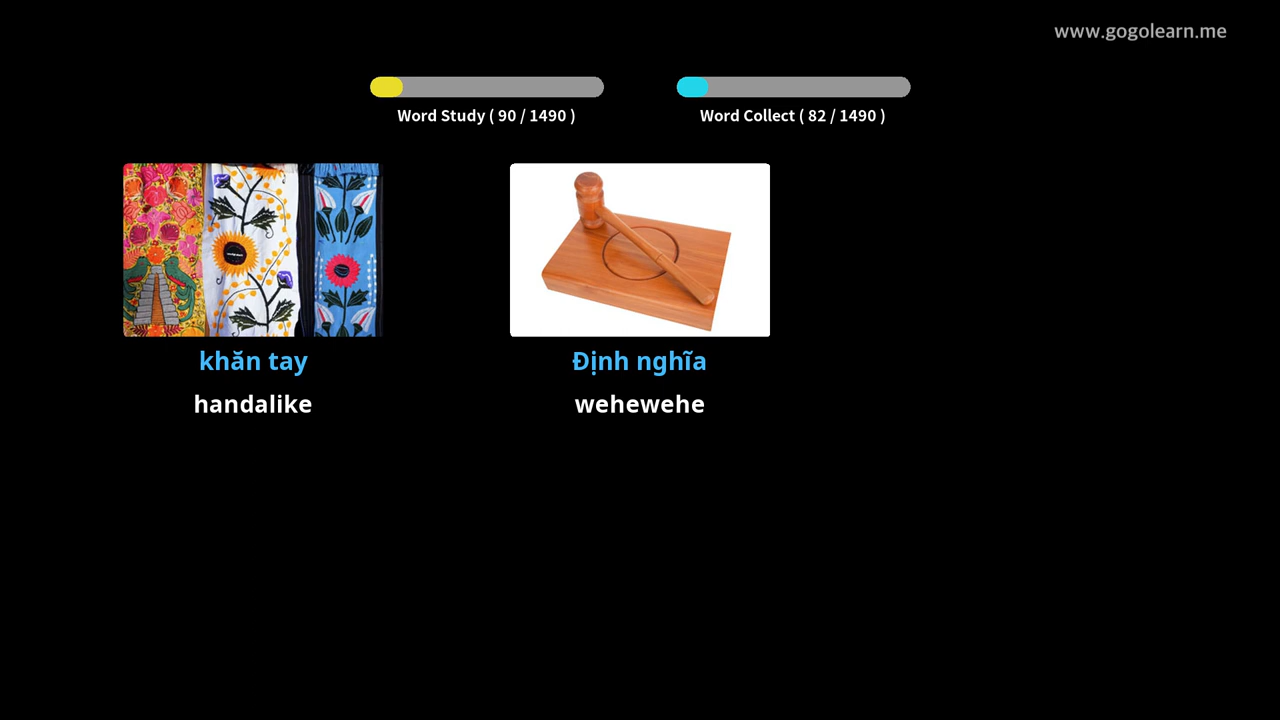 www.gogolearn.me
Word Study ( 90 / 1490 )
Word Collect ( 82 / 1490 )
khăn tay
Định nghĩa
handalike
wehewehe